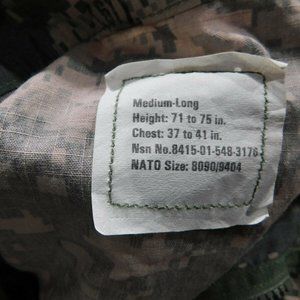 Medium-Long
Height: 71 to 75 in.
Chest: 37 to 41 in.
Nsn No.8415-01-548-3176
NATO Size: 8090/9404